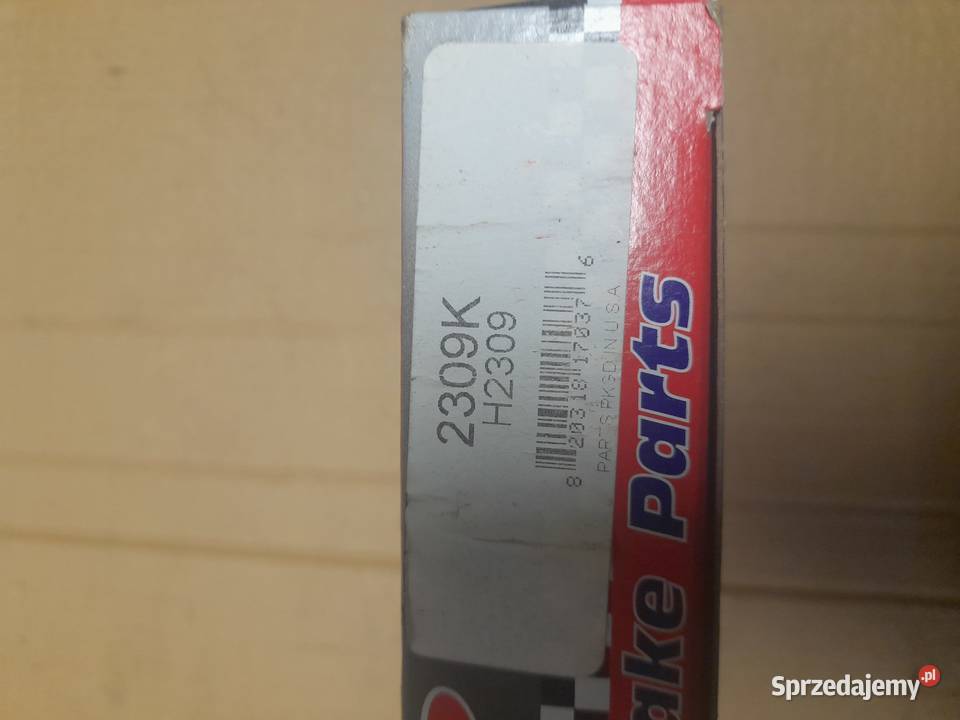 2309K
H2309
8 20318 17037 6
PARTS PKGD IN USA
ake Parts
Sprzedajemy.pl